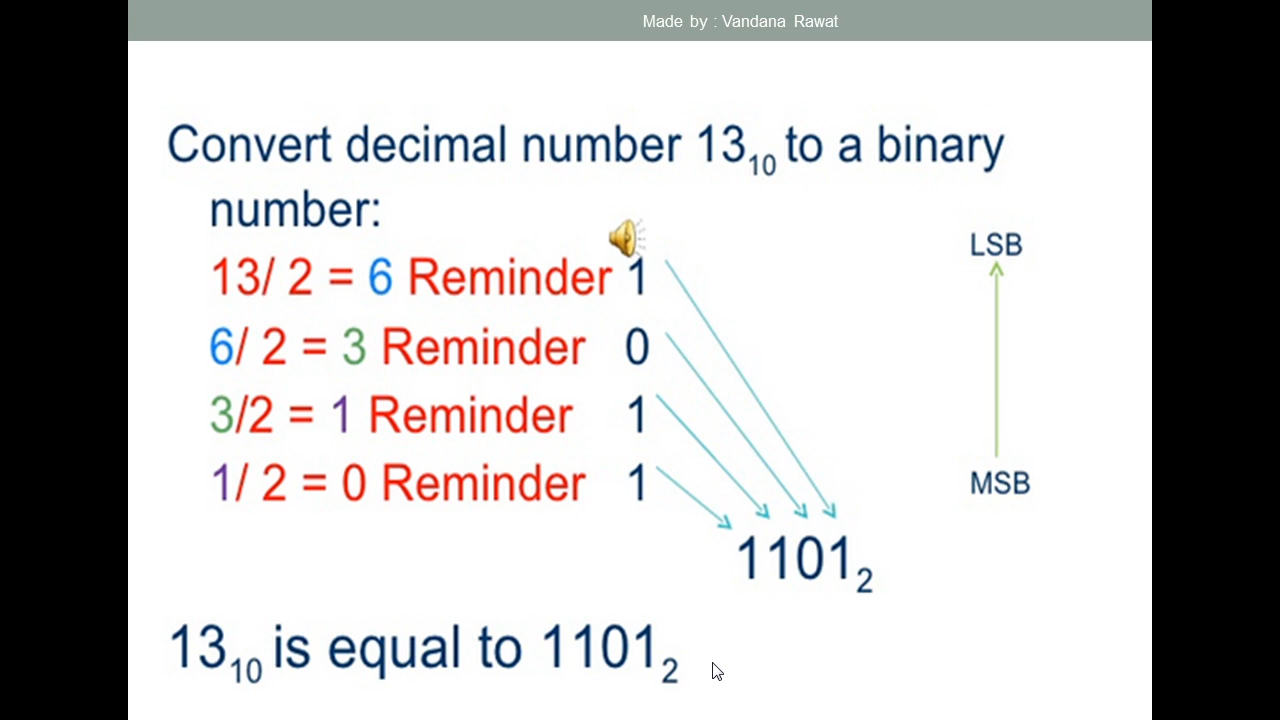 Made by : Vandana Rawat
Convert decimal number 13₁₀ to a binary
number:
LSB
13/ 2 = 6 Reminder 1
6/ 2 = 3 Reminder 0
3/2 = 1 Reminder 1
1/ 2 = 0 Reminder 1
MSB
1101₂
13₁₀ is equal to 1101₂